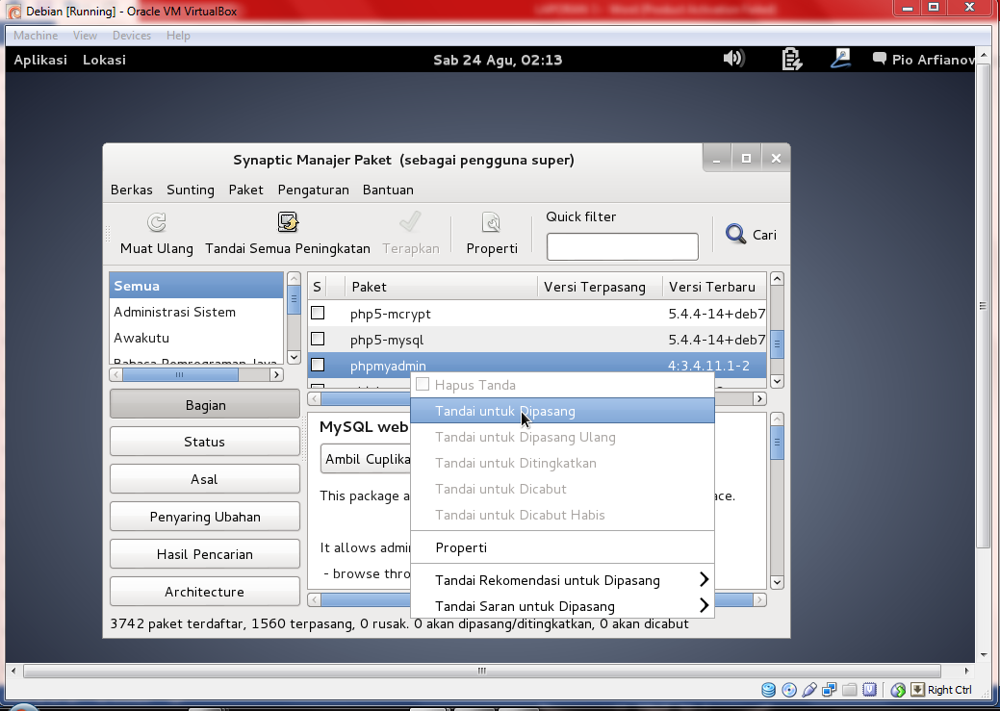 Debian [Running] - Oracle VM VirtualBox
Machine View Devices Help
Aplikasi Lokasi Sab 24 Agu, 02:13 Pio Arfianov
Synaptic Manajer Paket (sebagai pengguna super)
Berkas Sunting Paket Pengaturan Bantuan
Quick filter
Muat Ulang Tandai Semua Peningkatan Terapkan Properti Cari
S Paket Versi Terpasang Versi Terbaru
php5-mcrypt 5.4.4-14+deb7
php5-mysql 5.4.4-14+deb7
phpmyadmin 4:3.4.11.1-2
Semua
Administrasi Sistem
Awakutu
Bahasa Pemrograman Java
Bagian
Status
Asal
Penyaring Ubahan
Hasil Pencarian
Architecture
MySQL web
Ambil Cuplika
This package a ace.
It allows admi
- browse thro
Hapus Tanda
Tandai untuk Dipasang
Tandai untuk Dipasang Ulang
Tandai untuk Ditingkatkan
Tandai untuk Dicabut
Tandai untuk Dicabut Habis
Properti
Tandai Rekomendasi untuk Dipasang
Tandai Saran untuk Dipasang
3742 paket terdaftar, 1560 terpasang, 0 rusak. 0 akan dipasang/ditingkatkan, 0 akan dicabut
Right Ctrl